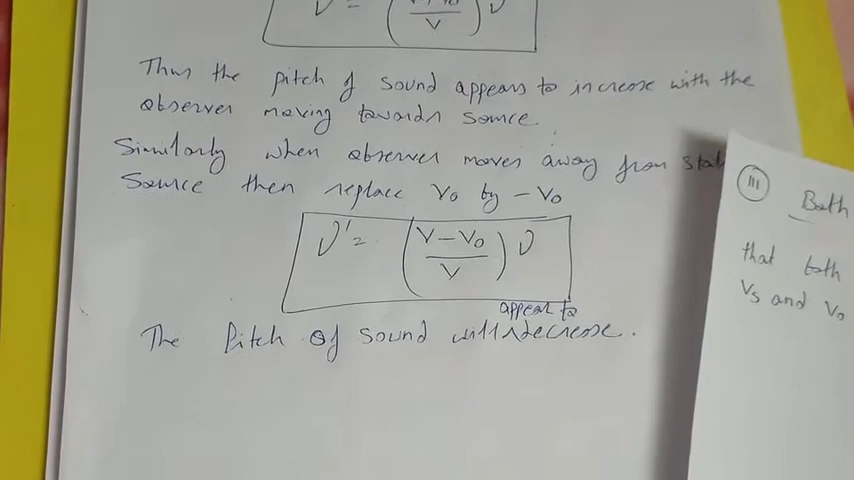 ν' = (V+V₀ / V) ν
Thus the pitch of sound appears to increase with the
observer moving towards source.
Similarly when observer moves away from stat
source then replace V₀ by -V₀
ν' = (V-V₀ / V) ν
appear to
The Pitch of sound will decrease.
III Both
that both
Vs and V₀